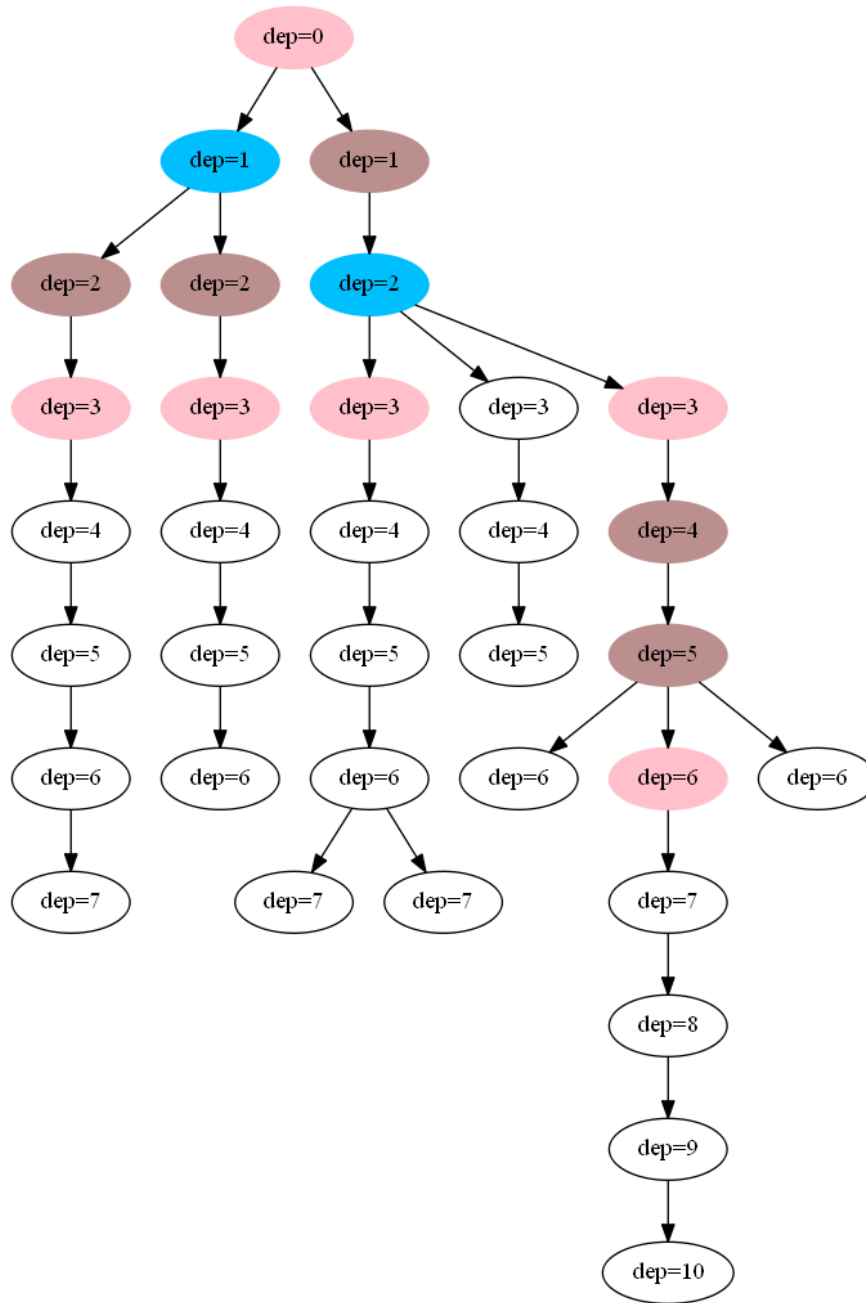 dep=0
dep=1 dep=1
dep=2 dep=2 dep=2
dep=3 dep=3 dep=3 dep=3 dep=3
dep=4 dep=4 dep=4 dep=4 dep=4
dep=5 dep=5 dep=5 dep=5 dep=5
dep=6 dep=6 dep=6 dep=6 dep=6 dep=6
dep=7 dep=7 dep=7 dep=7
dep=8
dep=9
dep=10